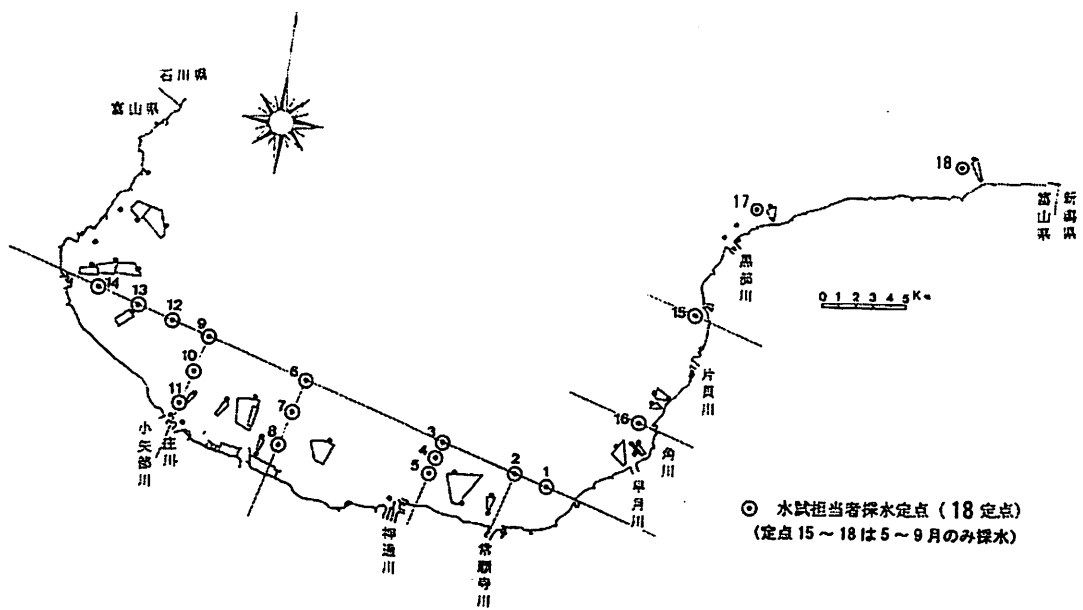 石川県
富山県
18
17
新潟県
富山県
黒部川
0 1 2 3 4 5 Km
14
13
12
9
15
10
6
片貝川
11
7
16
小矢部川
庄川
8
3
4
5
2
1
角川
早月川
神通川
常願寺川
◎ 水試担当者採水定点(18定点)
(定点15~18は5~9月のみ採水)